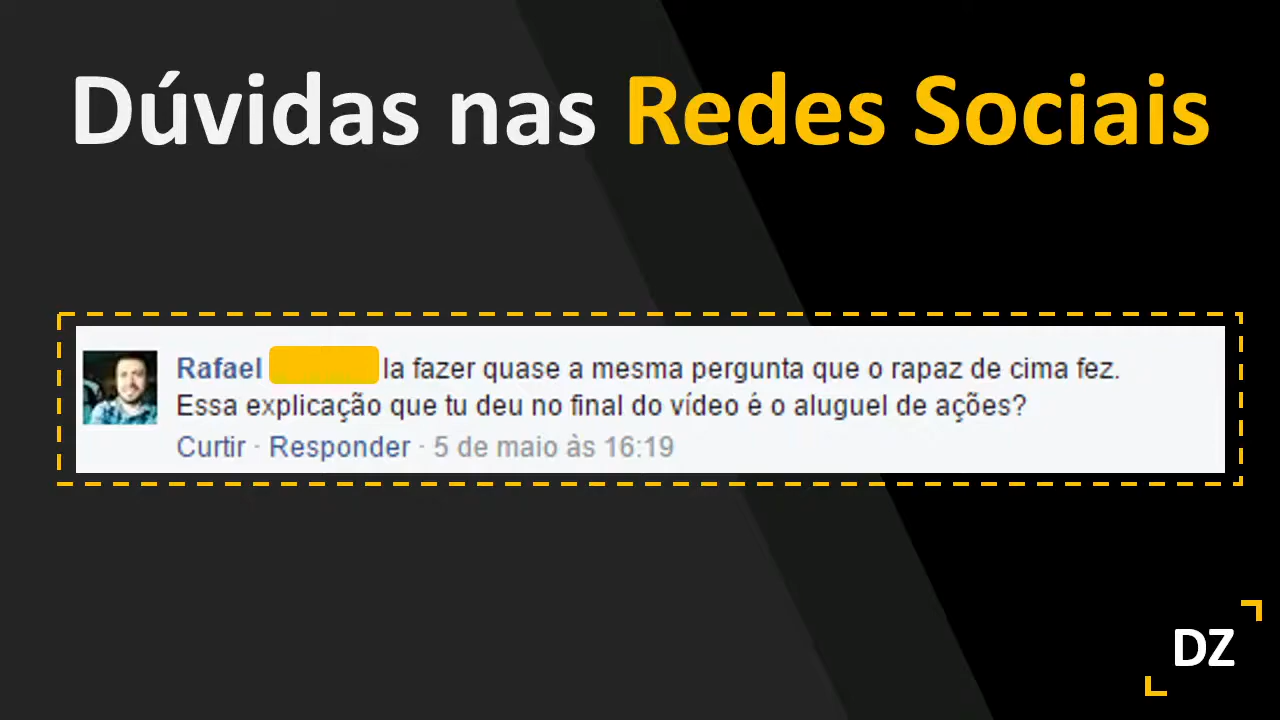 Dúvidas nas Redes Sociais
Rafael Ia fazer quase a mesma pergunta que o rapaz de cima fez.
Essa explicação que tu deu no final do vídeo é o aluguel de ações?
Curtir · Responder · 5 de maio às 16:19
DZ